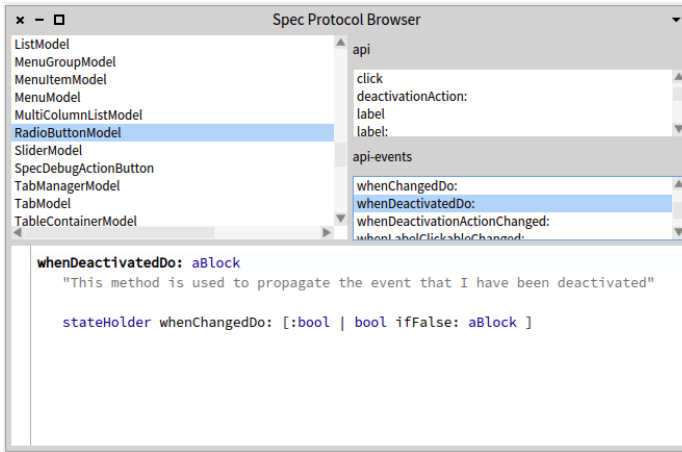 Spec Protocol Browser
ListModel
MenuGroupModel
MenuItemModel
MenuModel
MultiColumnListModel
RadioButtonModel
SliderModel
SpecDebugActionButton
TabManagerModel
TabModel
TableContainerModel
api
click
deactivationAction:
label
label:
api-events
whenChangedDo:
whenDeactivatedDo:
whenDeactivationActionChanged:
whenLabelClickableChanged:
whenDeactivatedDo: aBlock
"This method is used to propagate the event that I have been deactivated"
stateHolder whenChangedDo: [:bool | bool ifFalse: aBlock ]